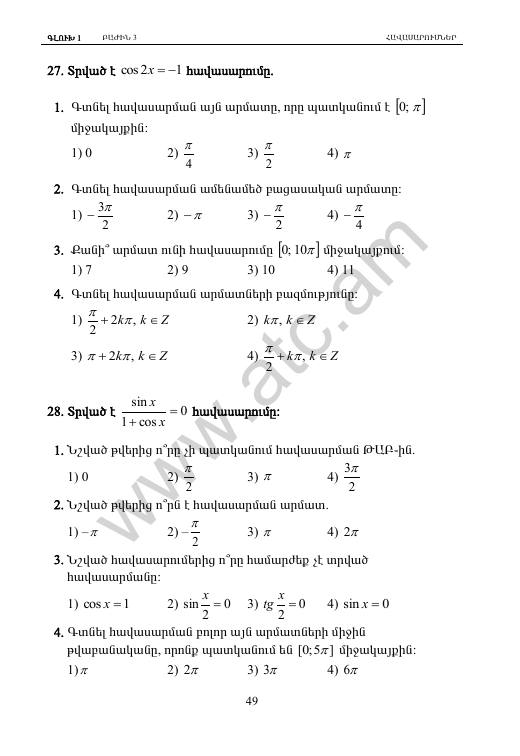 ԳԼՈՒԽ 1 ԲԱԺԻՆ 3 ՀԱՎԱՍԱՐՈՒՄՆԵՐ
27. Տրված է cos 2x = −1 հավասարումը.
1. Գտնել հավասարման այն արմատը, որը պատկանում է [0; π]
միջակայքին:
1) 0 2) π/4 3) π/2 4) π
2. Գտնել հավասարման ամենամեծ բացասական արմատը:
1) −3π/2 2) −π 3) −π/2 4) −π/4
3. Քանի՞ արմատ ունի հավասարումը [0; 10π] միջակայքում:
1) 7 2) 9 3) 10 4) 11
4. Գտնել հավասարման արմատների բազմությունը:
1) π/2 + 2kπ, k ∈ Z 2) kπ, k ∈ Z
3) π + 2kπ, k ∈ Z 4) π/2 + kπ, k ∈ Z
28. Տրված է sin x/(1 + cos x) = 0 հավասարումը:
1. Նշված թվերից ո՞րը չի պատկանում հավասարման ԹԱԲ-ին.
1) 0 2) π/2 3) π 4) 3π/2
2. Նշված թվերից ո՞րն է հավասարման արմատ.
1) −π 2) −π/2 3) π 4) 2π
3. Նշված հավասարումերից ո՞րը համարժեք չէ տրված
հավասարմանը:
1) cos x = 1 2) sin x/2 = 0 3) tg x/2 = 0 4) sin x = 0
4. Գտնել հավասարման բոլոր այն արմատների միջին
թվաբանականը, որոնք պատկանում են [0;5π] միջակայքին:
1) π 2) 2π 3) 3π 4) 6π
49
www.atc.am